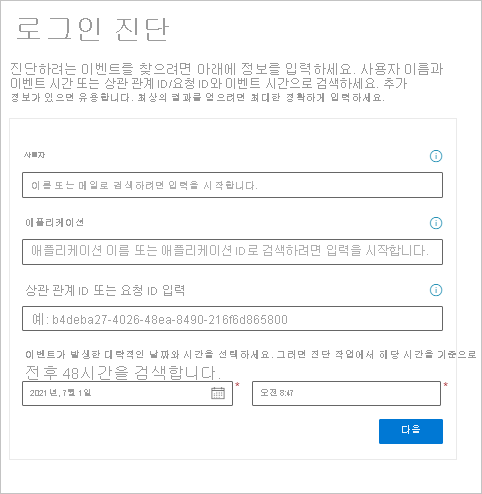 로그인 진단
진단하려는 이벤트를 찾으려면 아래에 정보를 입력하세요. 사용자 이름과
이벤트 시간 또는 상관 관계 ID/요청 ID와 이벤트 시간으로 검색하세요. 추가
정보가 있으면 유용합니다. 최상의 결과를 얻으려면 최대한 정확하게 입력하세요.
사용자
이름 또는 메일로 검색하려면 입력을 시작합니다.
애플리케이션
애플리케이션 이름 또는 애플리케이션 ID로 검색하려면 입력을 시작합니다.
상관 관계 ID 또는 요청 ID 입력
예: b4deba27-4026-48ea-8490-216f6d865800
이벤트가 발생한 대략적인 날짜와 시간을 선택하세요. 그러면 진단 작업에서 해당 시간을 기준으로
전후 48시간을 검색합니다.
2021년, 7월 1일 *
오전 8:47 *
다음